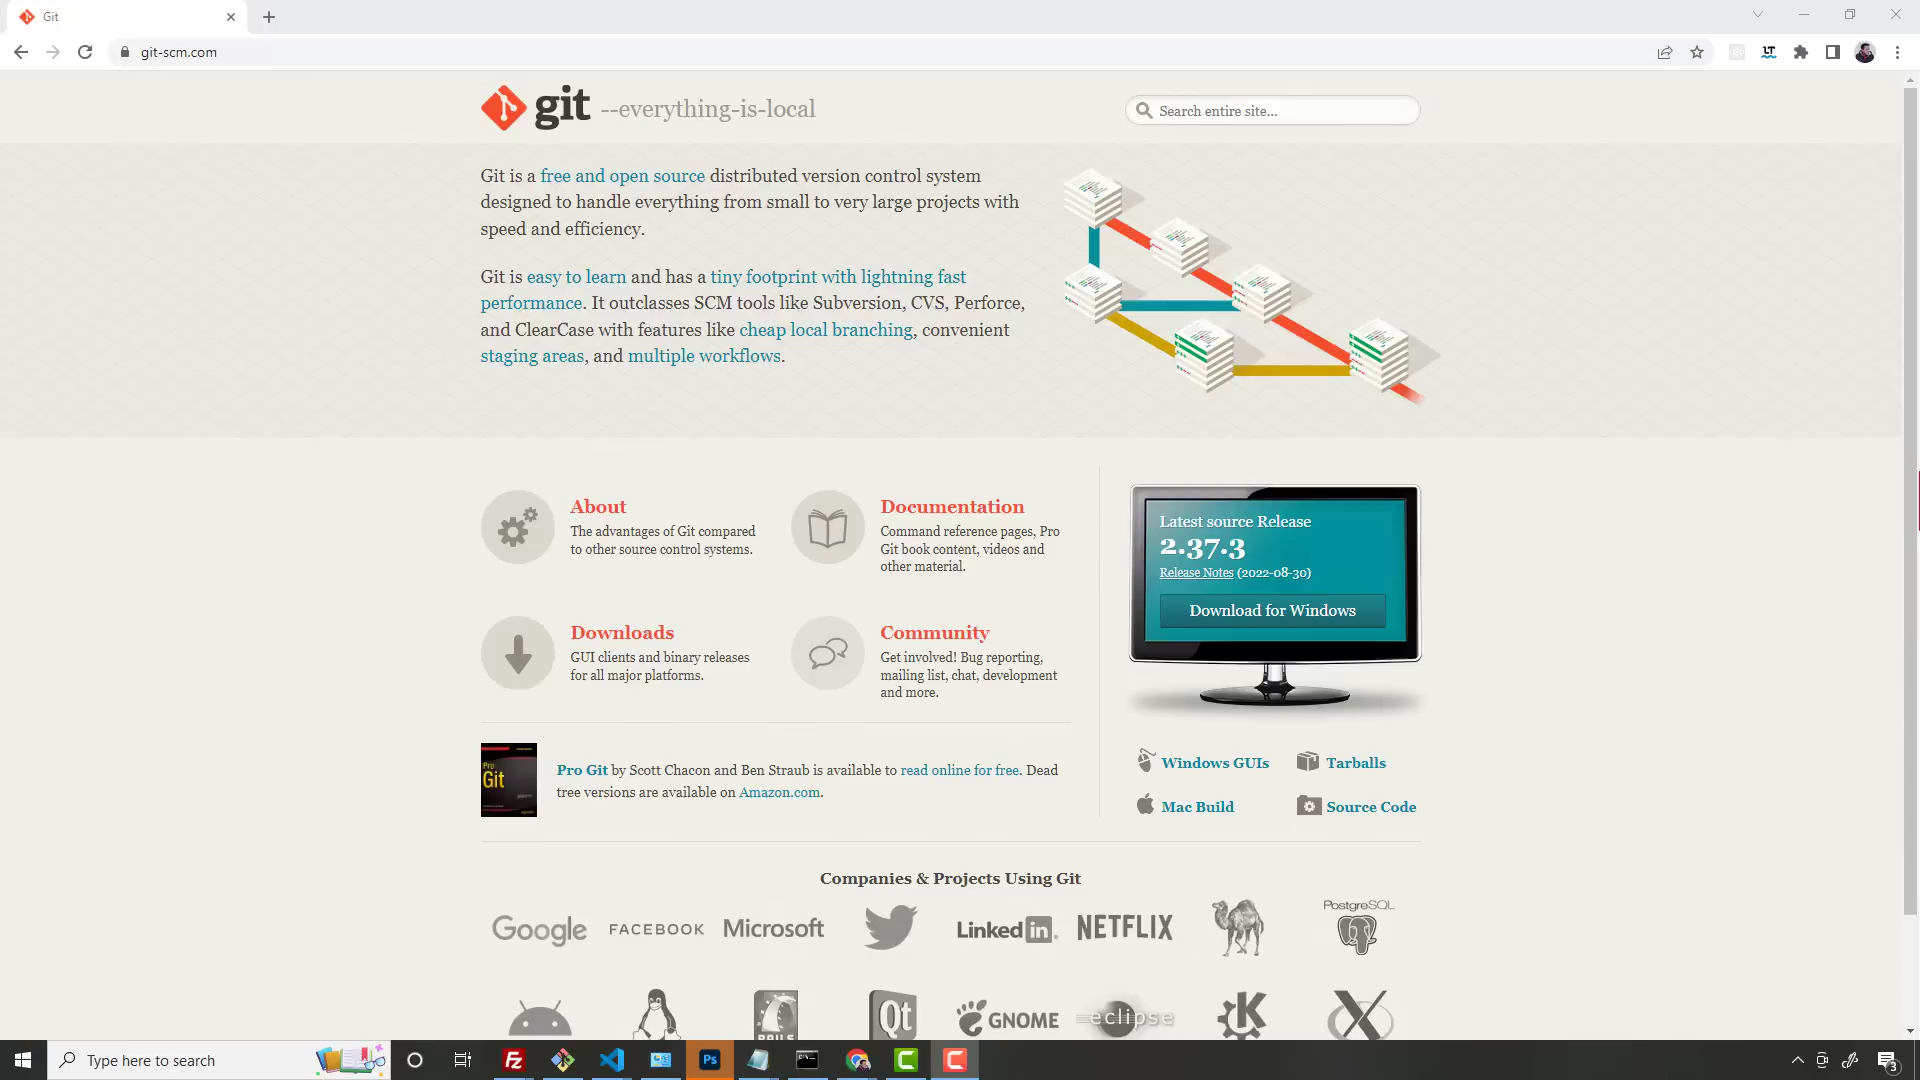 Git
git-scm.com
LT
git --everything-is-local
Search entire site...
Git is a free and open source distributed version control system
designed to handle everything from small to very large projects with
speed and efficiency.
Git is easy to learn and has a tiny footprint with lightning fast
performance. It outclasses SCM tools like Subversion, CVS, Perforce,
and ClearCase with features like cheap local branching, convenient
staging areas, and multiple workflows.
About
The advantages of Git compared
to other source control systems.
Documentation
Command reference pages, Pro
Git book content, videos and
other material.
Downloads
GUI clients and binary releases
for all major platforms.
Community
Get involved! Bug reporting,
mailing list, chat, development
and more.
Latest source Release
2.37.3
Release Notes (2022-08-30)
Download for Windows
Windows GUIs
Tarballs
Mac Build
Source Code
Pro
Git
Pro Git by Scott Chacon and Ben Straub is available to read online for free. Dead
tree versions are available on Amazon.com.
Companies & Projects Using Git
Google
FACEBOOK
Microsoft
Linked in
NETFLIX
PostgreSQL
RAILS
Qt
GNOME
eclipse
K
X
Type here to search
Fz
Ps
C
C
3